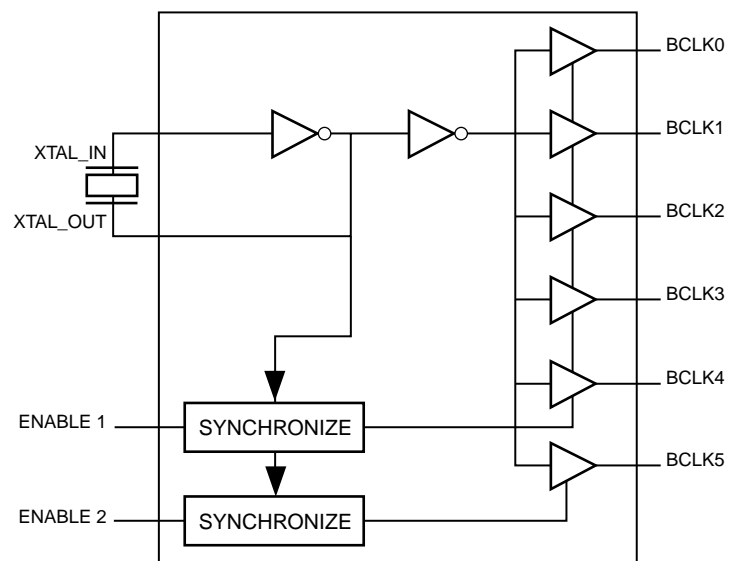 BCLK0
BCLK1
XTAL_IN
XTAL_OUT
BCLK2
BCLK3
BCLK4
ENABLE 1
SYNCHRONIZE
BCLK5
ENABLE 2
SYNCHRONIZE